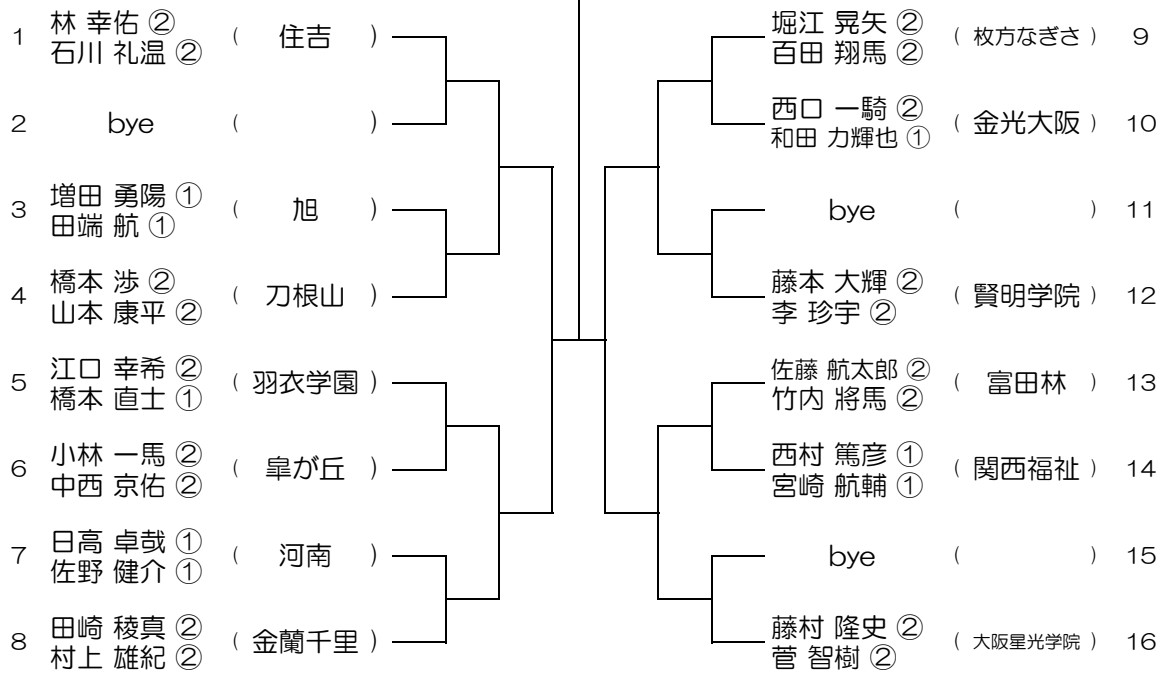 1 林 幸佑 ② ( 住吉 )
石川 礼温 ②
2 bye ( )
3 増田 勇陽 ① ( 旭 )
田端 航 ①
4 橋本 渉 ② ( 刀根山 )
山本 康平 ②
5 江口 幸希 ② ( 羽衣学園 )
橋本 直士 ①
6 小林 一馬 ② ( 皐が丘 )
中西 京佑 ②
7 日高 卓哉 ① ( 河南 )
佐野 健介 ①
8 田崎 稜真 ② ( 金蘭千里 )
村上 雄紀 ②
堀江 晃矢 ② ( 枚方なぎさ ) 9
百田 翔馬 ②
西口 一騎 ② ( 金光大阪 ) 10
和田 力輝也 ①
bye ( ) 11
藤本 大輝 ② ( 賢明学院 ) 12
李 珍宇 ②
佐藤 航太郎 ② ( 富田林 ) 13
竹内 將馬 ②
西村 篤彦 ① ( 関西福祉 ) 14
宮崎 航輔 ①
bye ( ) 15
藤村 隆史 ② ( 大阪星光学院 ) 16
菅 智樹 ②